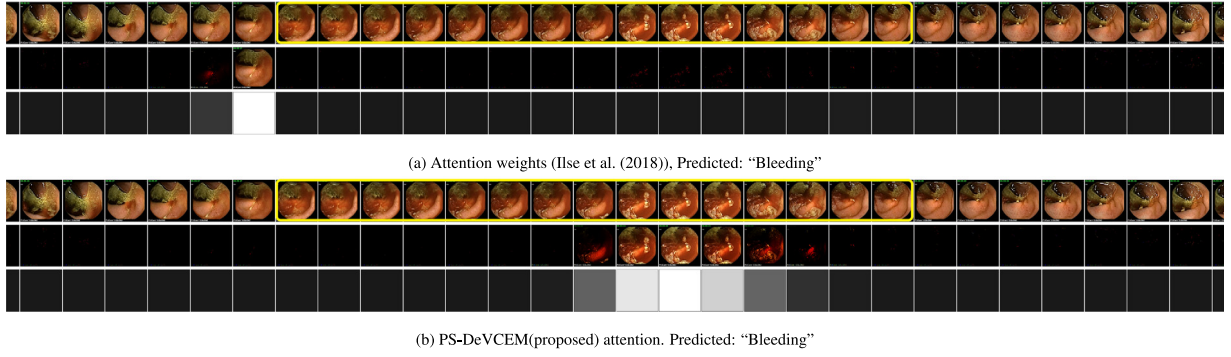 (a) Attention weights (Ilse et al. (2018)), Predicted: “Bleeding”
(b) PS-DeVCEM(proposed) attention. Predicted: “Bleeding”